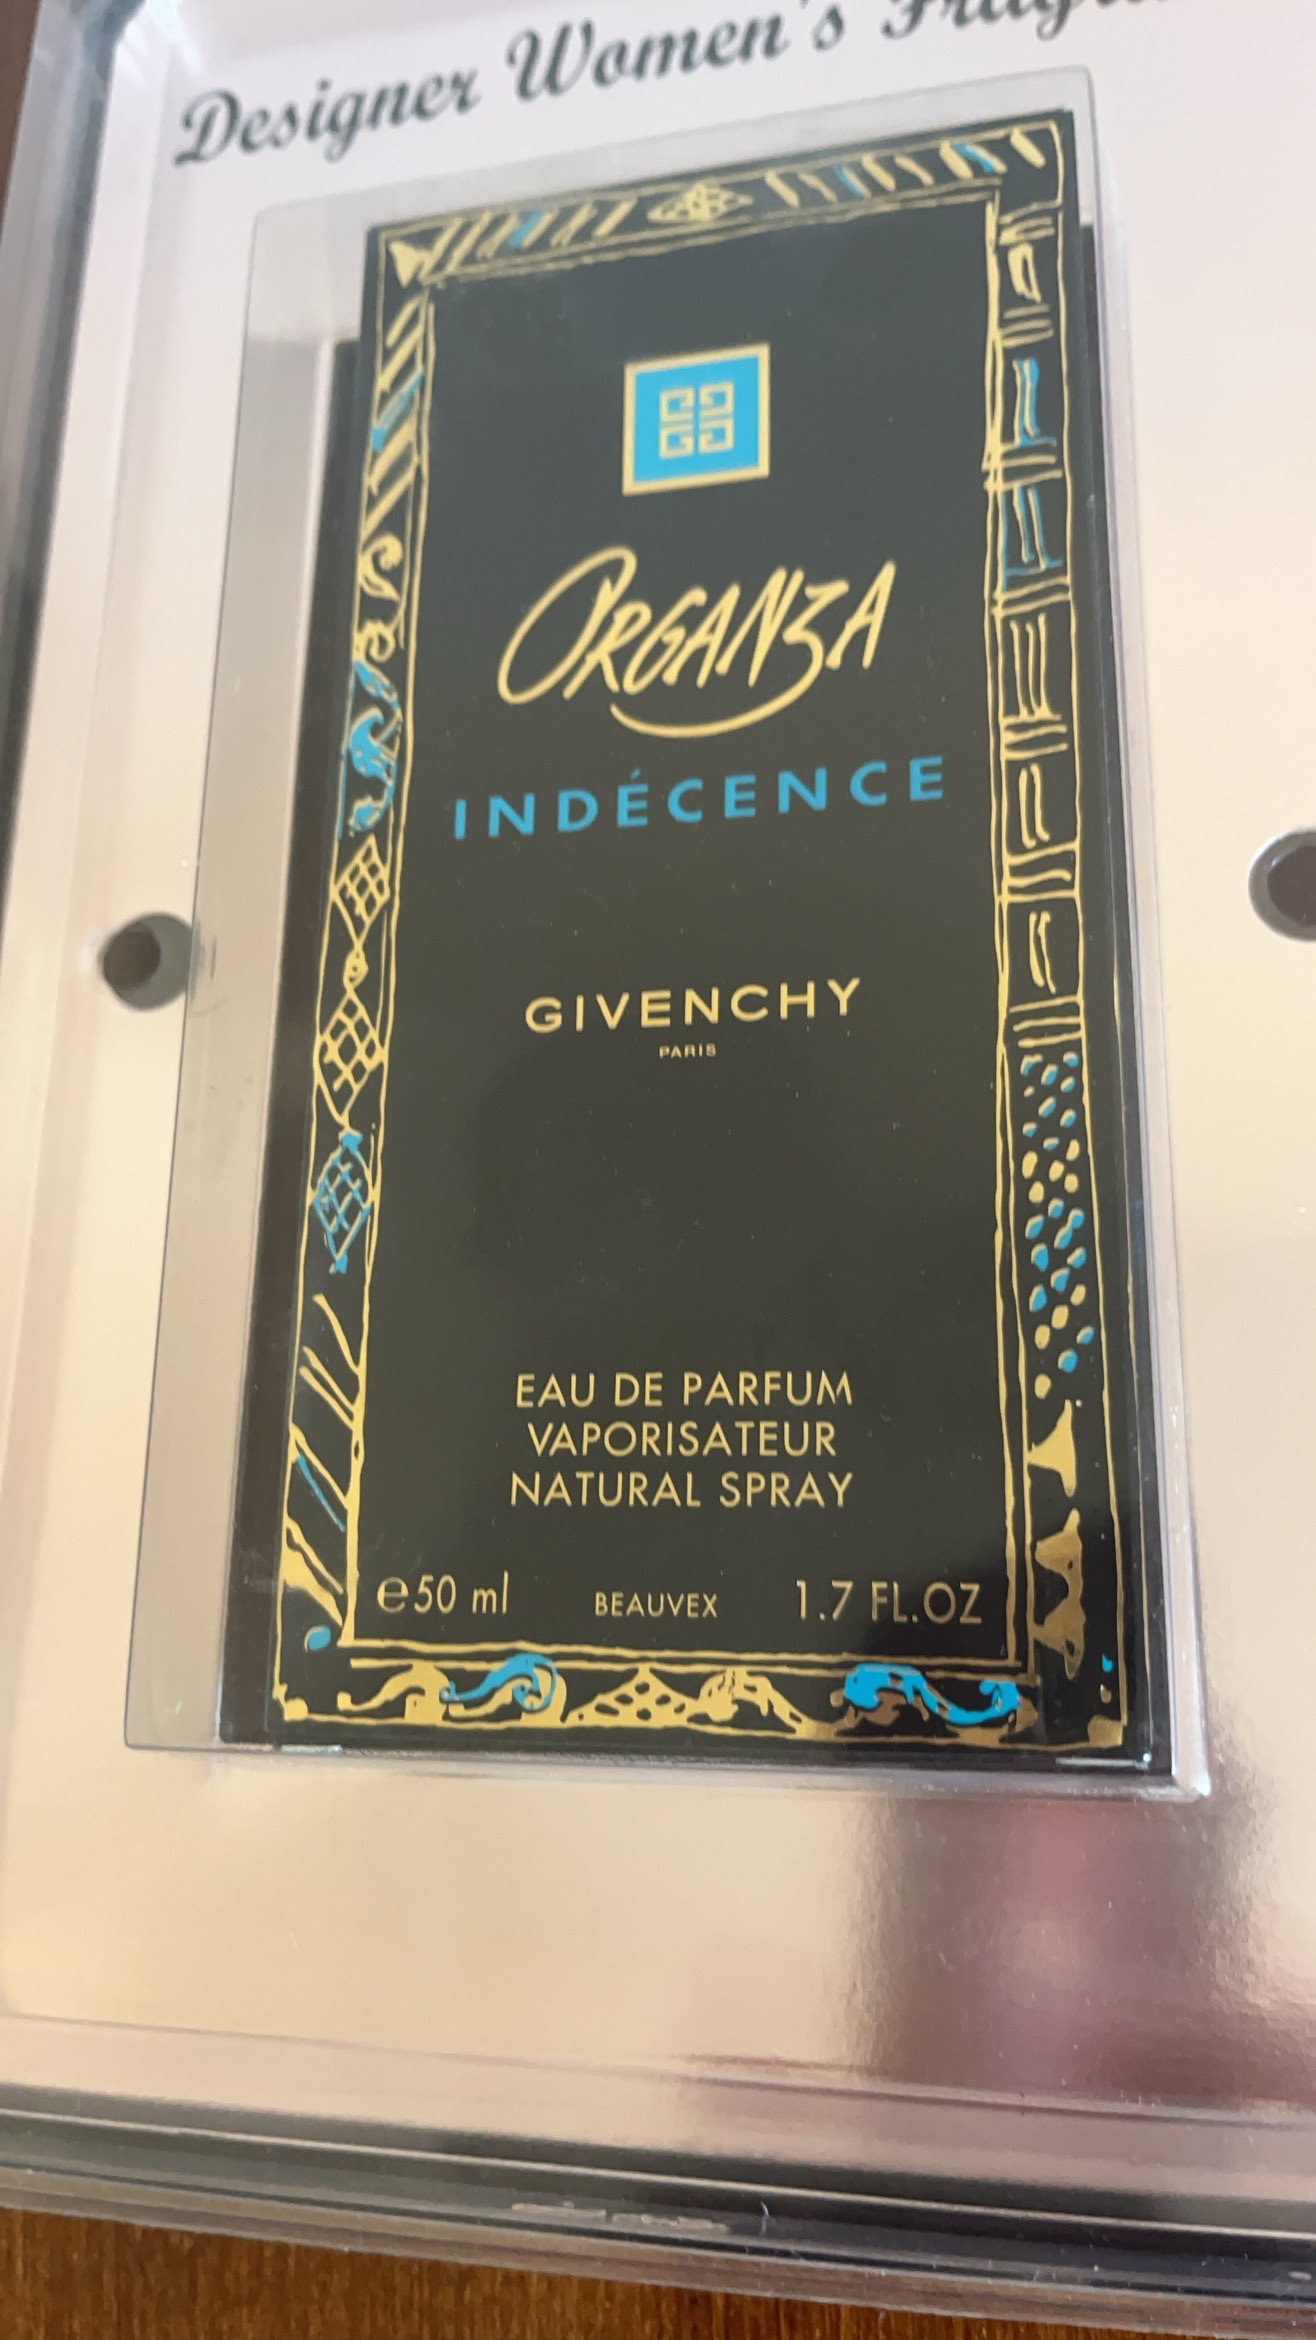 Designer Women's
ORGANZA
INDÉCENCE
GIVENCHY
PARIS
EAU DE PARFUM
VAPORISATEUR
NATURAL SPRAY
℮50 ml BEAUVEX 1.7 FL.OZ